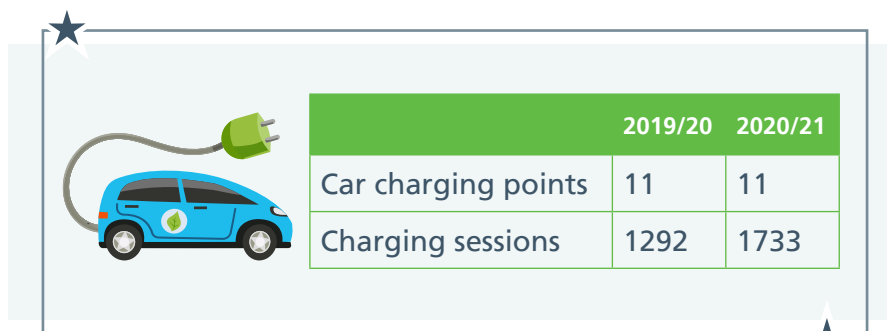 2019/20 2020/21
Car charging points 11 11
Charging sessions 1292 1733